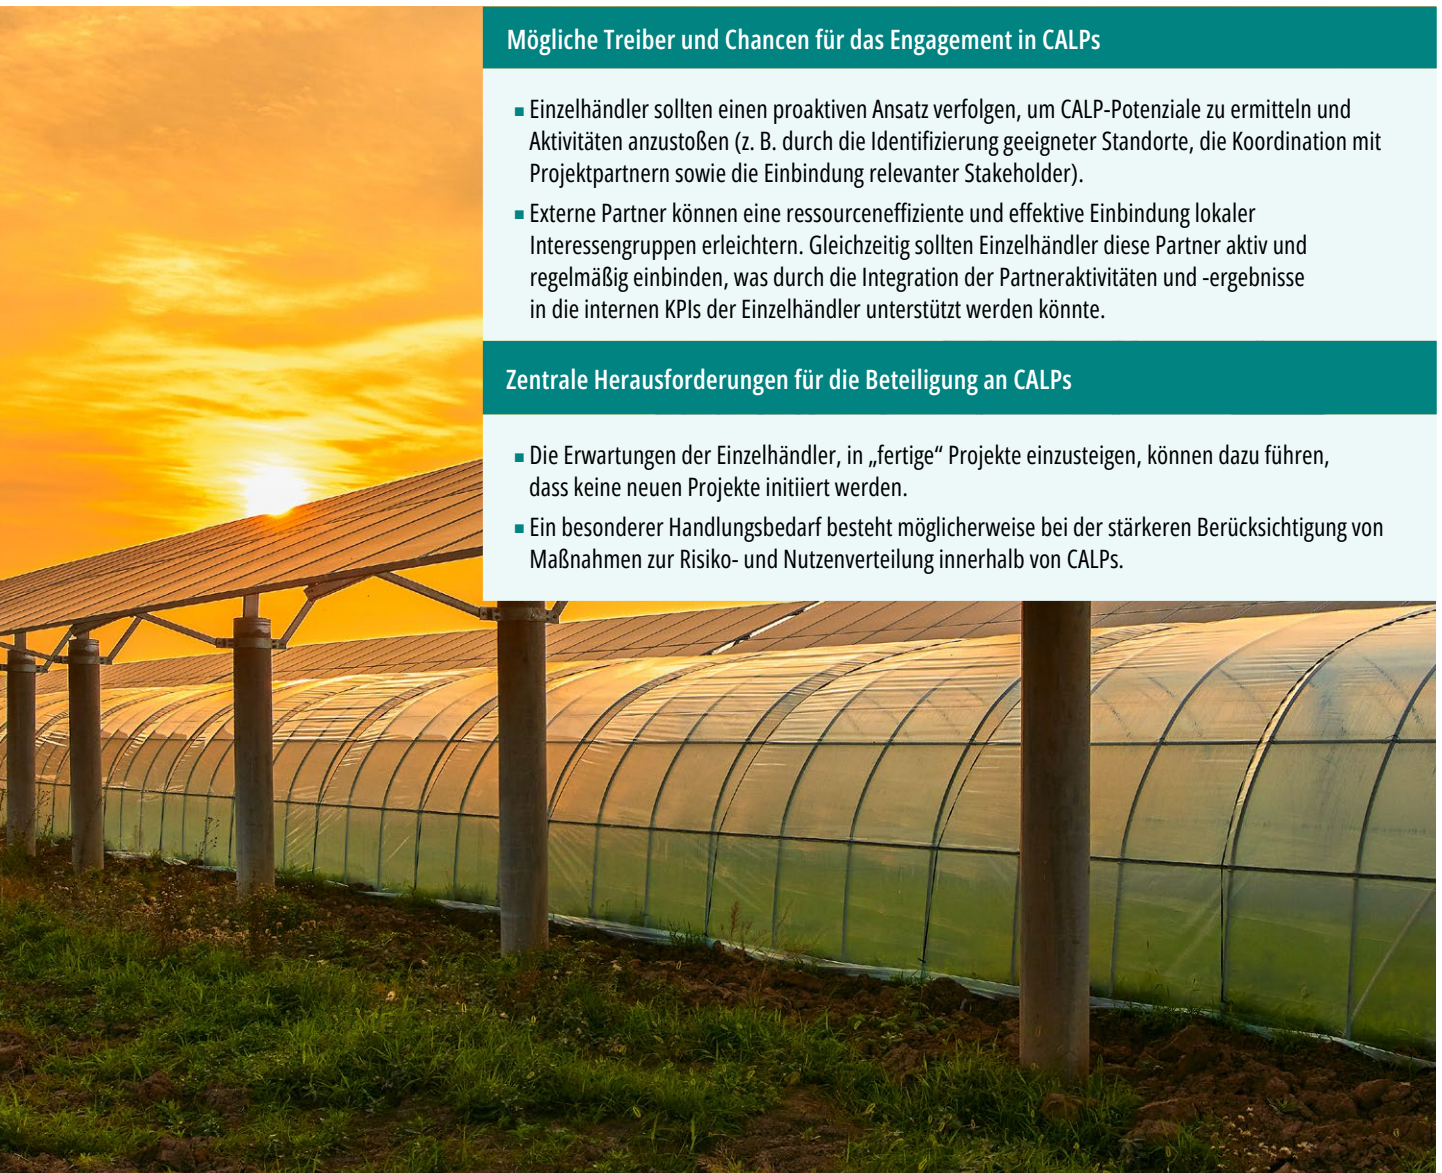 Mögliche Treiber und Chancen für das Engagement in CALPs
▪ Einzelhändler sollten einen proaktiven Ansatz verfolgen, um CALP-Potenziale zu ermitteln und
Aktivitäten anzustoßen (z. B. durch die Identifizierung geeigneter Standorte, die Koordination mit
Projektpartnern sowie die Einbindung relevanter Stakeholder).
▪ Externe Partner können eine ressourceneffiziente und effektive Einbindung lokaler
Interessengruppen erleichtern. Gleichzeitig sollten Einzelhändler diese Partner aktiv und
regelmäßig einbinden, was durch die Integration der Partneraktivitäten und -ergebnisse
in die internen KPIs der Einzelhändler unterstützt werden könnte.
Zentrale Herausforderungen für die Beteiligung an CALPs
▪ Die Erwartungen der Einzelhändler, in „fertige“ Projekte einzusteigen, können dazu führen,
dass keine neuen Projekte initiiert werden.
▪ Ein besonderer Handlungsbedarf besteht möglicherweise bei der stärkeren Berücksichtigung von
Maßnahmen zur Risiko- und Nutzenverteilung innerhalb von CALPs.